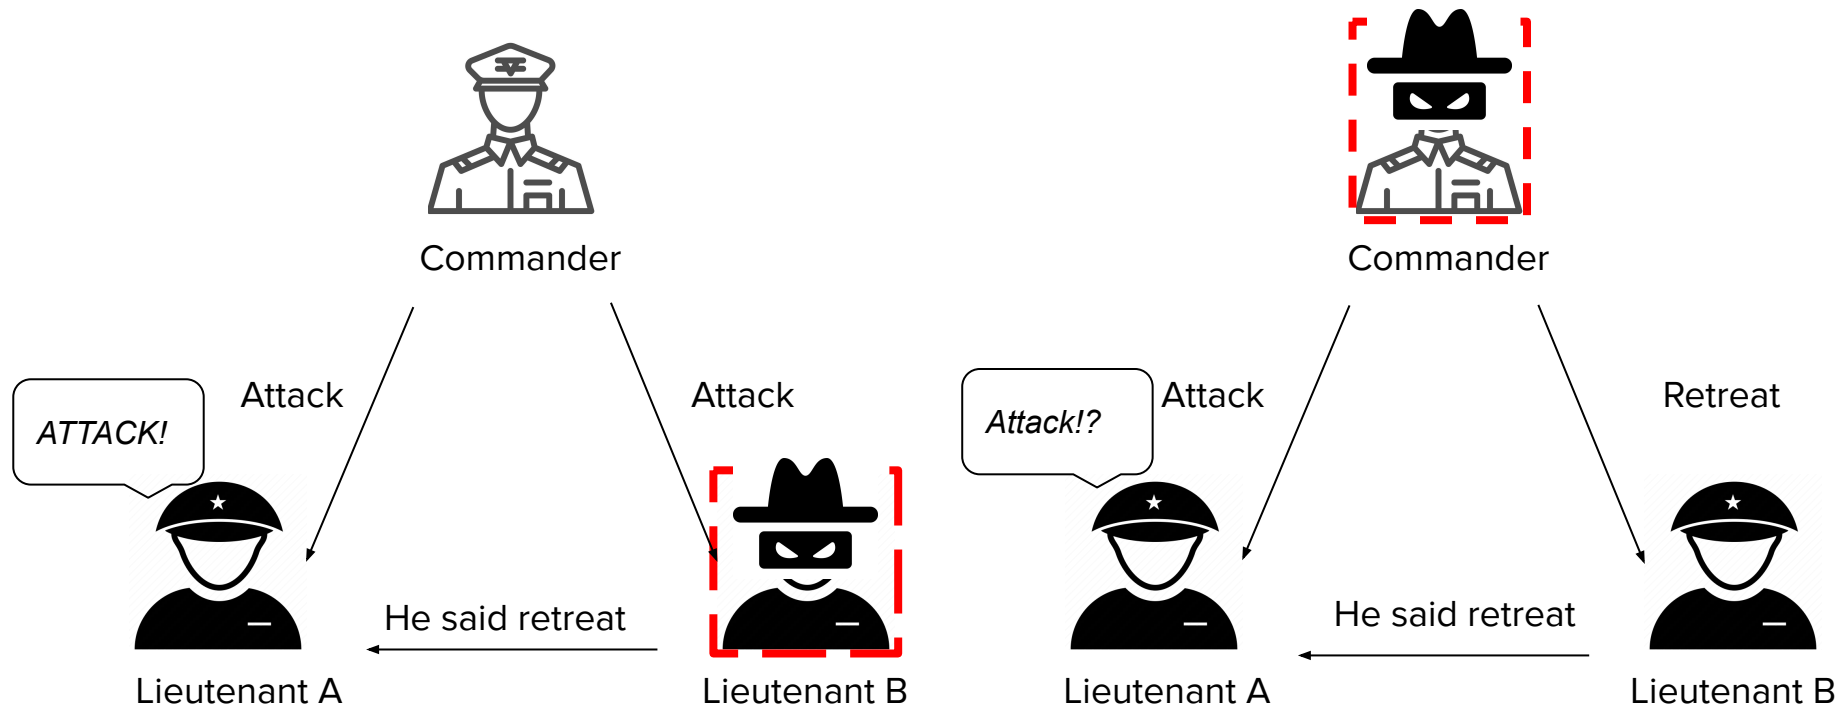 Commander
Attack
Attack
ATTACK!
He said retreat
Lieutenant A
Lieutenant B
Commander
Attack
Retreat
Attack!?
He said retreat
Lieutenant A
Lieutenant B